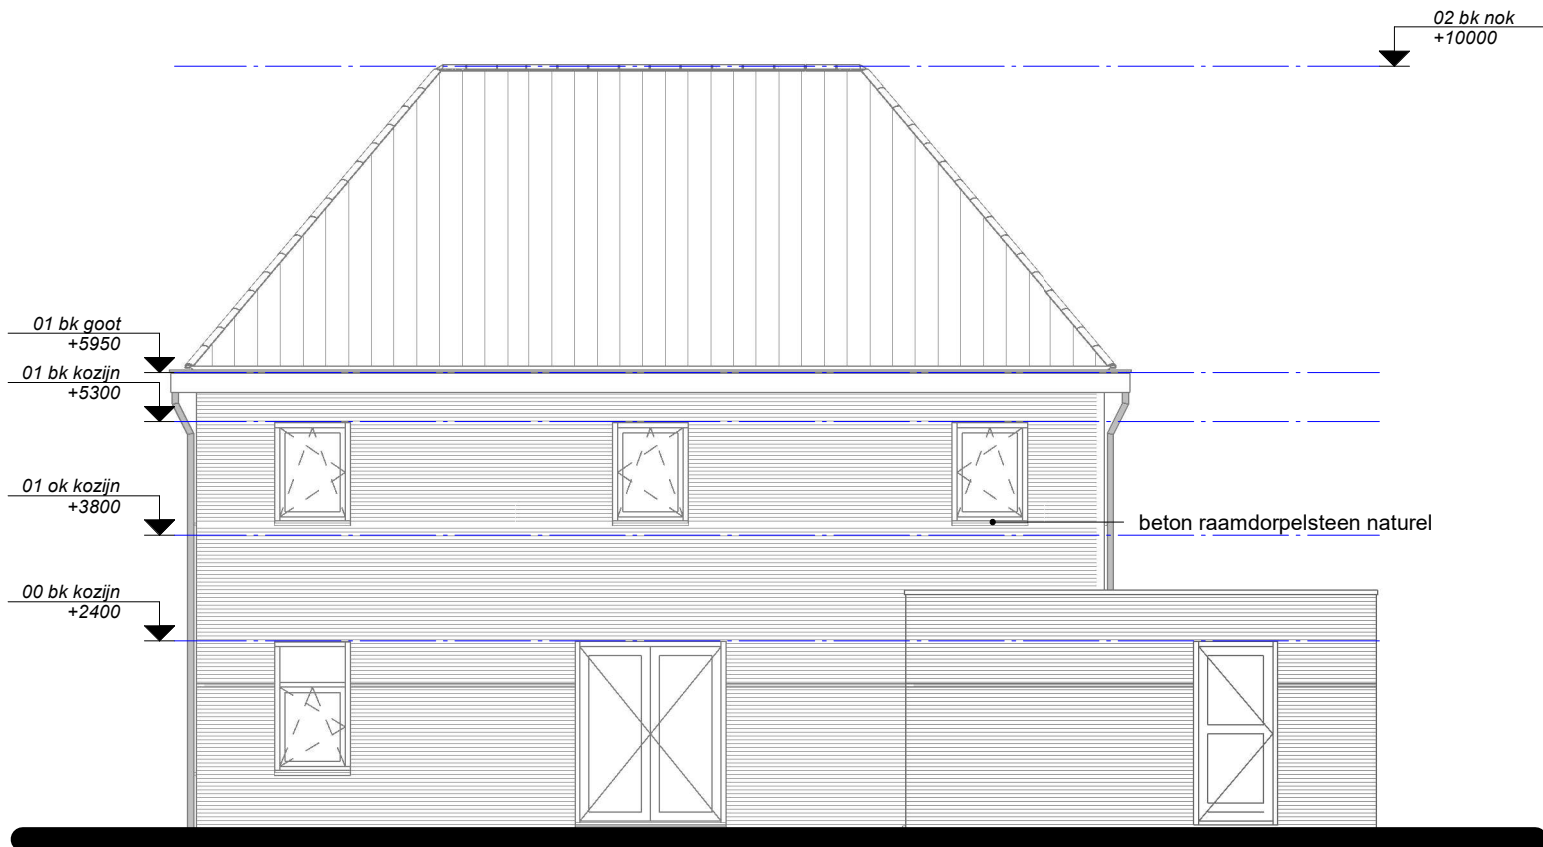 02 bk nok
+10000
01 bk goot
+5950
01 bk kozijn
+5300
01 ok kozijn
+3800
beton raamdorpelsteen naturel
00 bk kozijn
+2400